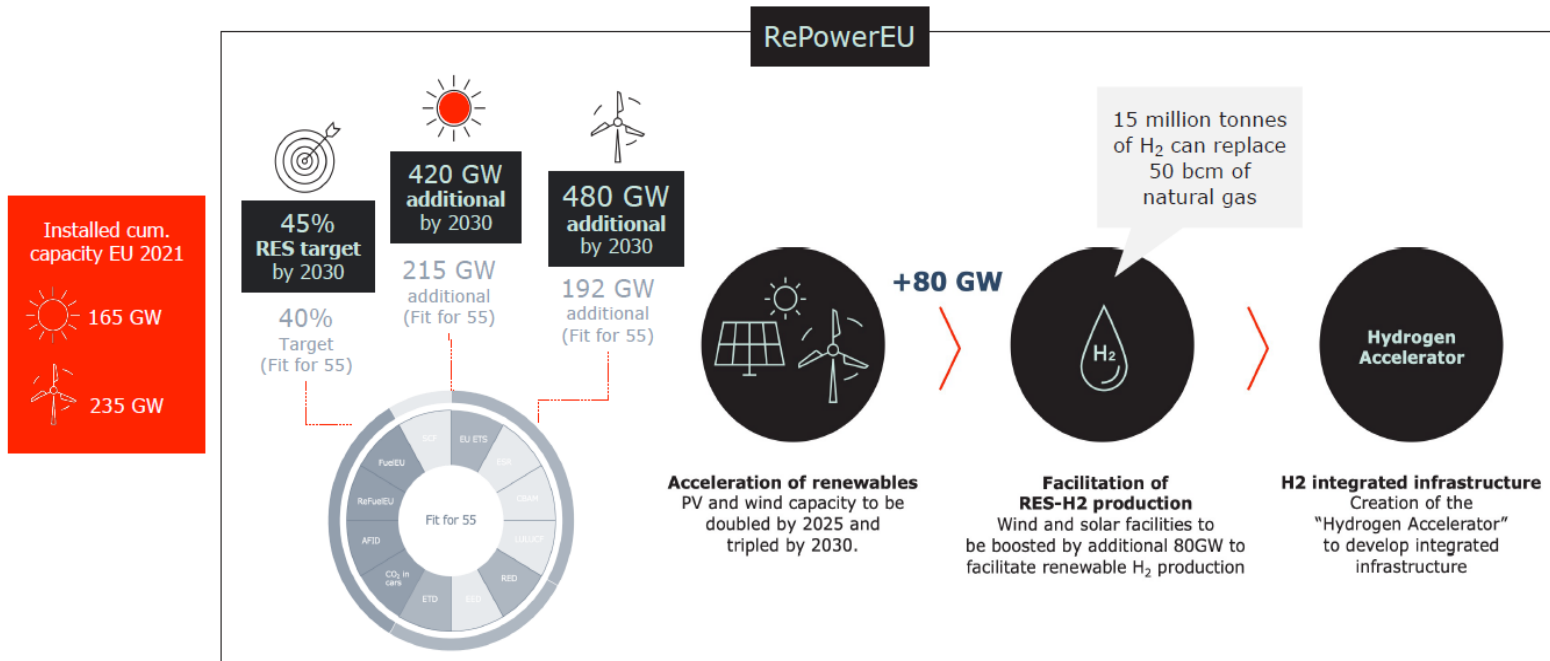 RePowerEU
Installed cum.
capacity EU 2021
165 GW
235 GW
45%
RES target
by 2030
40%
Target
(Fit for 55)
420 GW
additional
by 2030
215 GW
additional
(Fit for 55)
480 GW
additional
by 2030
192 GW
additional
(Fit for 55)
SCF
EU ETS
ESR
CBAM
LULUCF
RED
EED
ETD
CO₂ in
cars
AFID
ReFuelEU
FuelEU
Fit for 55
+80 GW
15 million tonnes
of H₂ can replace
50 bcm of
natural gas
H₂
Hydrogen
Accelerator
Acceleration of renewables
PV and wind capacity to be
doubled by 2025 and
tripled by 2030.
Facilitation of
RES-H2 production
Wind and solar facilities to
be boosted by additional 80GW to
facilitate renewable H₂ production
H2 integrated infrastructure
Creation of the
“Hydrogen Accelerator”
to develop integrated
infrastructure